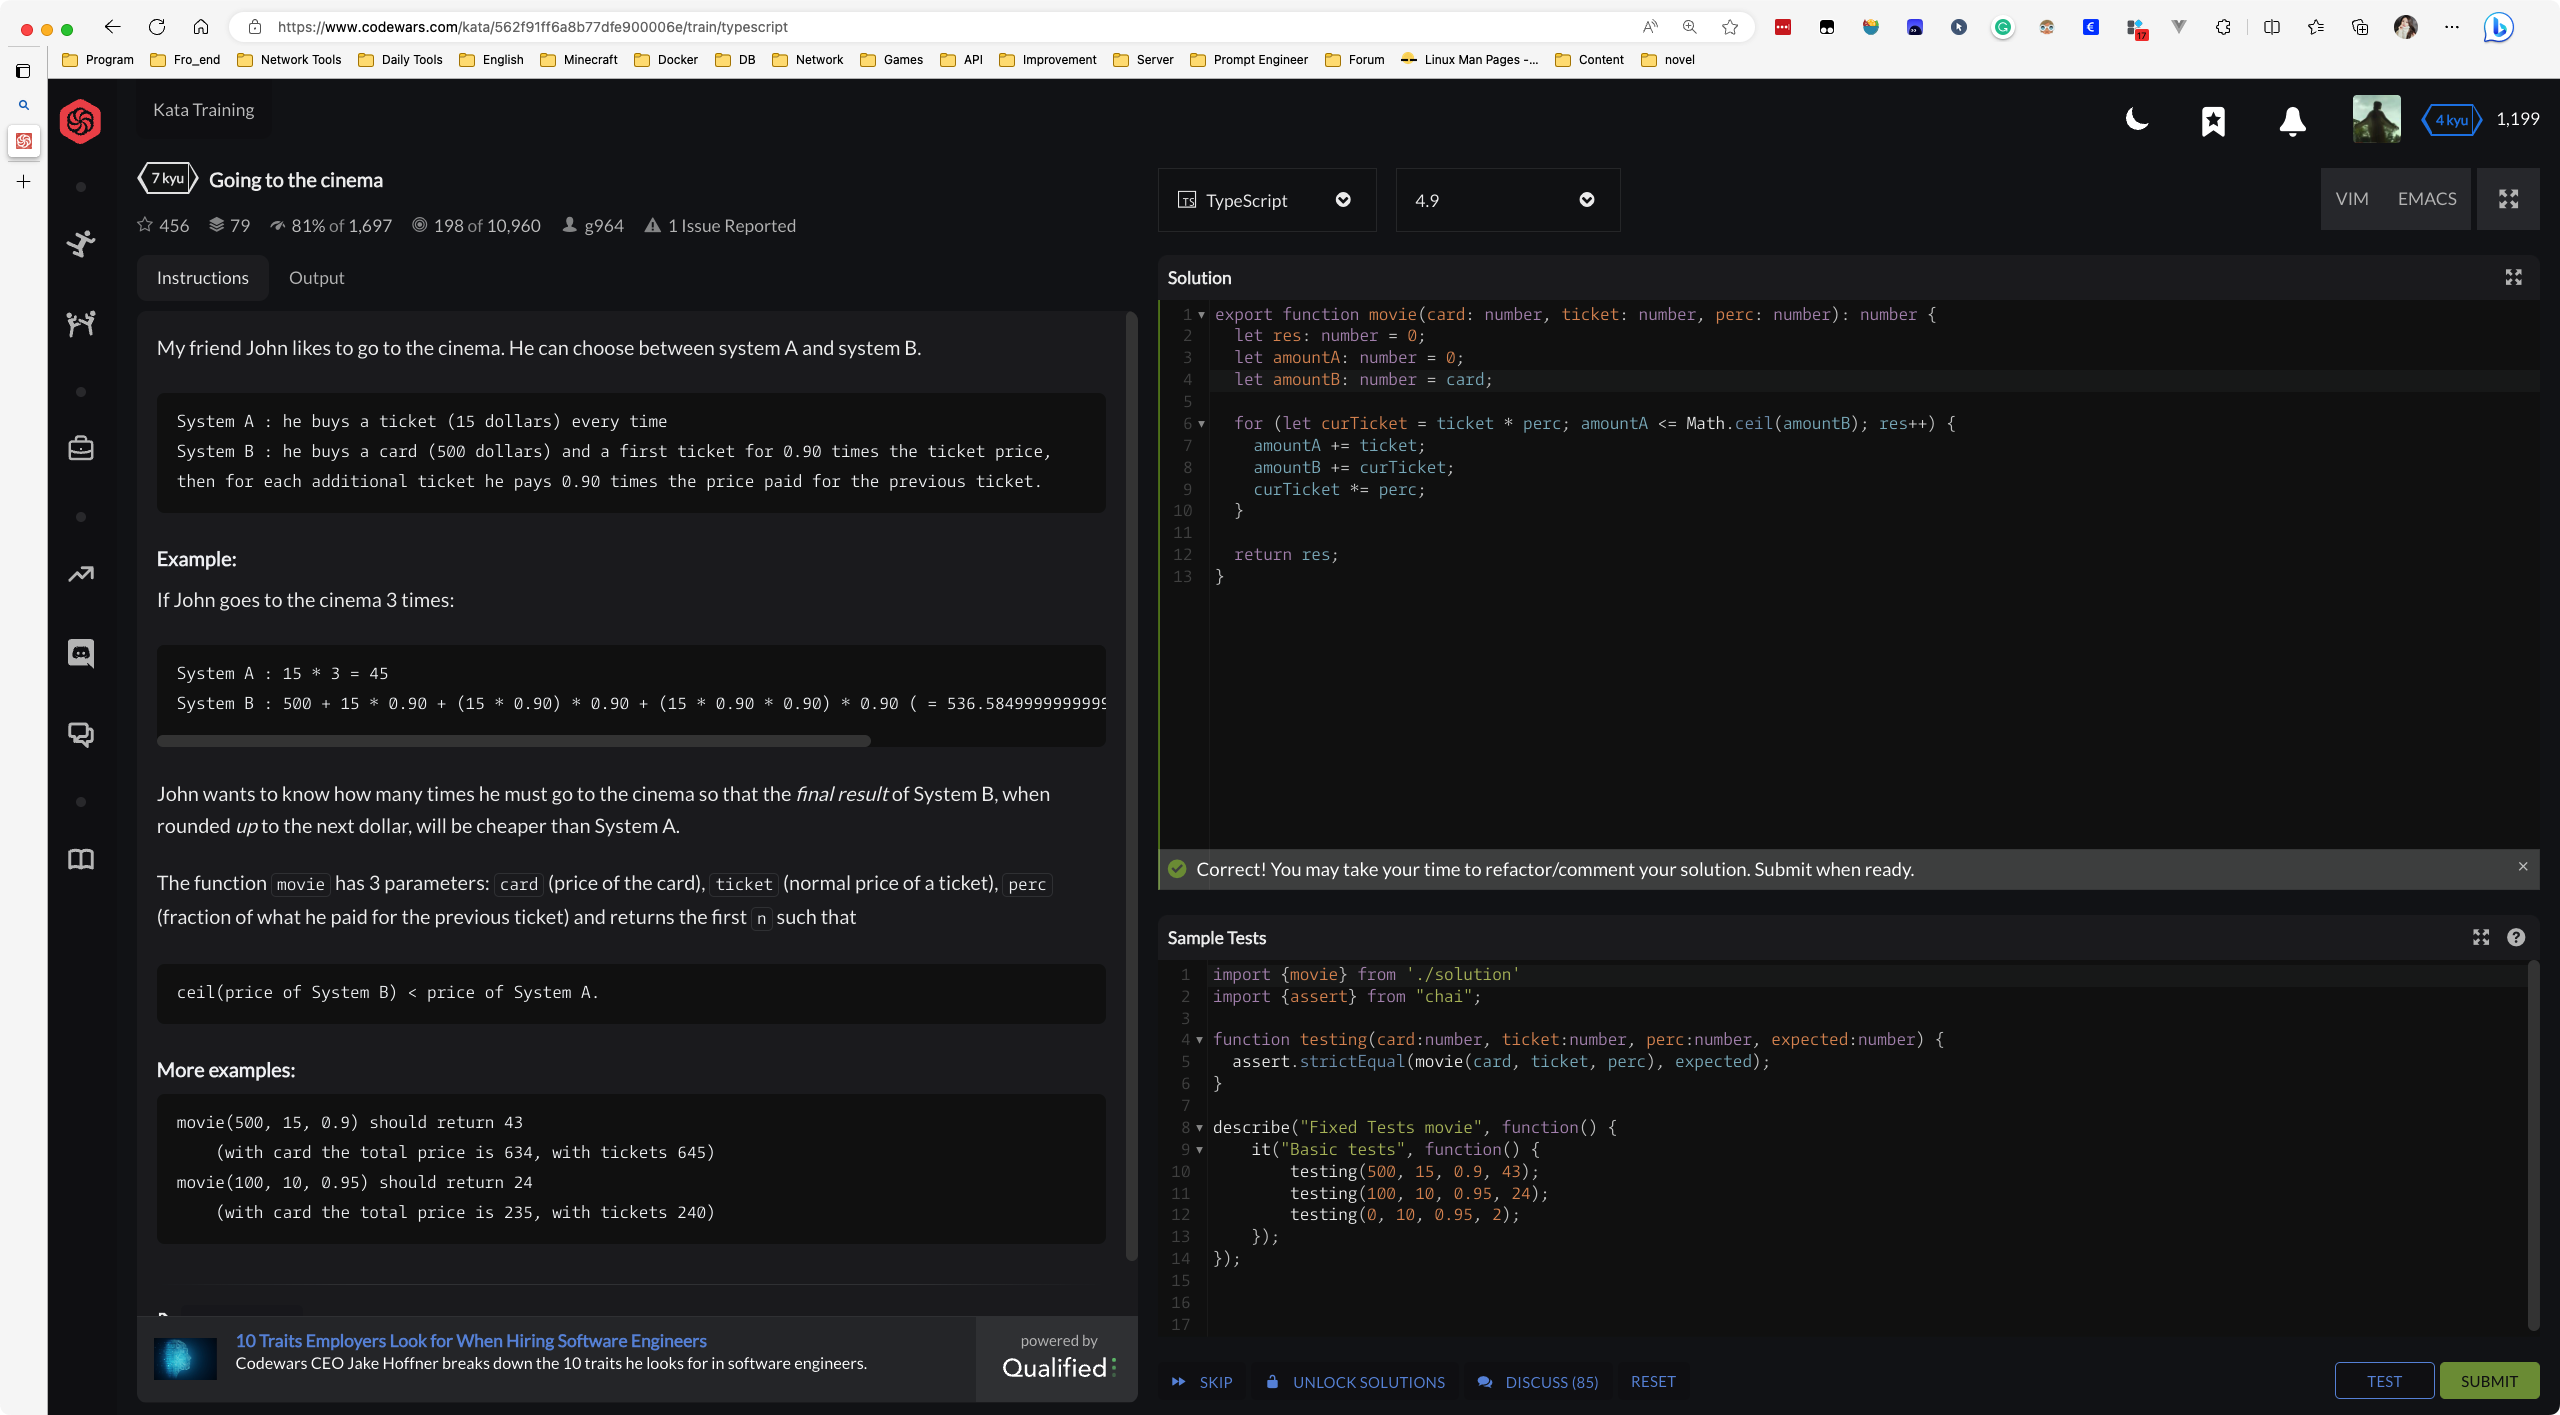 https://www.codewars.com/kata/562f91ff6a8b77dfe900006e/train/typescript
17
Program Fro_end Network Tools Daily Tools English Minecraft Docker DB Network Games API Improvement Server Prompt Engineer Forum Linux Man Pages -... Content novel
Kata Training
4 kyu 1,199
7 kyu Going to the cinema
456 79 81% of 1,697 198 of 10,960 g964 1 Issue Reported
Instructions Output
My friend John likes to go to the cinema. He can choose between system A and system B.
System A : he buys a ticket (15 dollars) every time
System B : he buys a card (500 dollars) and a first ticket for 0.90 times the ticket price,
then for each additional ticket he pays 0.90 times the price paid for the previous ticket.
Example:
If John goes to the cinema 3 times:
System A : 15 * 3 = 45
System B : 500 + 15 * 0.90 + (15 * 0.90) * 0.90 + (15 * 0.90 * 0.90) * 0.90 ( = 536.5849999999999
John wants to know how many times he must go to the cinema so that the final result of System B, when
rounded up to the next dollar, will be cheaper than System A.
The function movie has 3 parameters: card (price of the card), ticket (normal price of a ticket), perc
(fraction of what he paid for the previous ticket) and returns the first n such that
ceil(price of System B) < price of System A.
More examples:
movie(500, 15, 0.9) should return 43
(with card the total price is 634, with tickets 645)
movie(100, 10, 0.95) should return 24
(with card the total price is 235, with tickets 240)
10 Traits Employers Look for When Hiring Software Engineers
Codewars CEO Jake Hoffner breaks down the 10 traits he looks for in software engineers.
powered by
Qualified
TS TypeScript 4.9 VIM EMACS
Solution
1 export function movie(card: number, ticket: number, perc: number): number {
2 let res: number = 0;
3 let amountA: number = 0;
4 let amountB: number = card;
5
6 for (let curTicket = ticket * perc; amountA <= Math.ceil(amountB); res++) {
7 amountA += ticket;
8 amountB += curTicket;
9 curTicket *= perc;
10 }
11
12 return res;
13 }
Correct! You may take your time to refactor/comment your solution. Submit when ready.
Sample Tests
1 import {movie} from './solution'
2 import {assert} from "chai";
3
4 function testing(card:number, ticket:number, perc:number, expected:number) {
5 assert.strictEqual(movie(card, ticket, perc), expected);
6 }
7
8 describe("Fixed Tests movie", function() {
9 it("Basic tests", function() {
10 testing(500, 15, 0.9, 43);
11 testing(100, 10, 0.95, 24);
12 testing(0, 10, 0.95, 2);
13 });
14 });
15
16
17
SKIP UNLOCK SOLUTIONS DISCUSS (85) RESET TEST SUBMIT